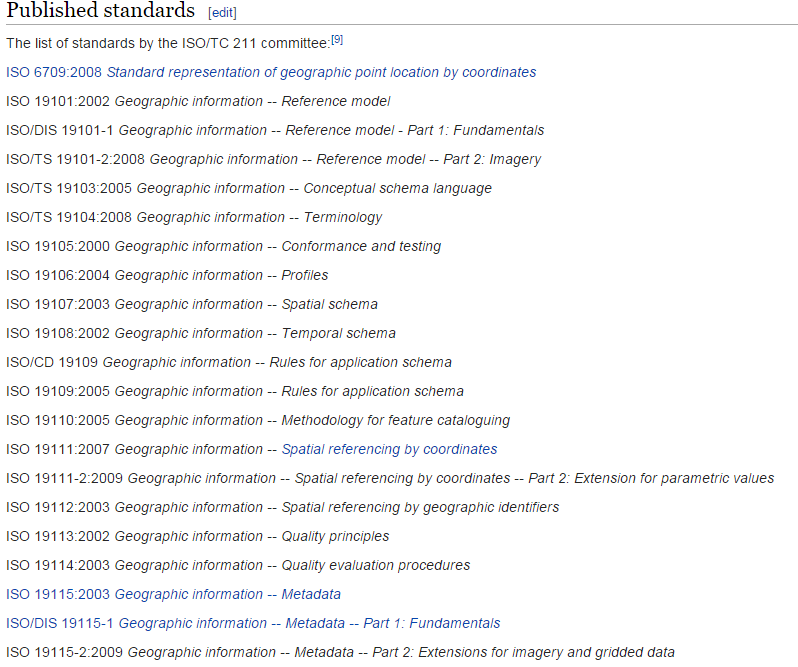 Published standards [edit]
The list of standards by the ISO/TC 211 committee:[9]
ISO 6709:2008 Standard representation of geographic point location by coordinates
ISO 19101:2002 Geographic information -- Reference model
ISO/DIS 19101-1 Geographic information -- Reference model - Part 1: Fundamentals
ISO/TS 19101-2:2008 Geographic information -- Reference model -- Part 2: Imagery
ISO/TS 19103:2005 Geographic information -- Conceptual schema language
ISO/TS 19104:2008 Geographic information -- Terminology
ISO 19105:2000 Geographic information -- Conformance and testing
ISO 19106:2004 Geographic information -- Profiles
ISO 19107:2003 Geographic information -- Spatial schema
ISO 19108:2002 Geographic information -- Temporal schema
ISO/CD 19109 Geographic information -- Rules for application schema
ISO 19109:2005 Geographic information -- Rules for application schema
ISO 19110:2005 Geographic information -- Methodology for feature cataloguing
ISO 19111:2007 Geographic information -- Spatial referencing by coordinates
ISO 19111-2:2009 Geographic information -- Spatial referencing by coordinates -- Part 2: Extension for parametric values
ISO 19112:2003 Geographic information -- Spatial referencing by geographic identifiers
ISO 19113:2002 Geographic information -- Quality principles
ISO 19114:2003 Geographic information -- Quality evaluation procedures
ISO 19115:2003 Geographic information -- Metadata
ISO/DIS 19115-1 Geographic information -- Metadata -- Part 1: Fundamentals
ISO 19115-2:2009 Geographic information -- Metadata -- Part 2: Extensions for imagery and gridded data